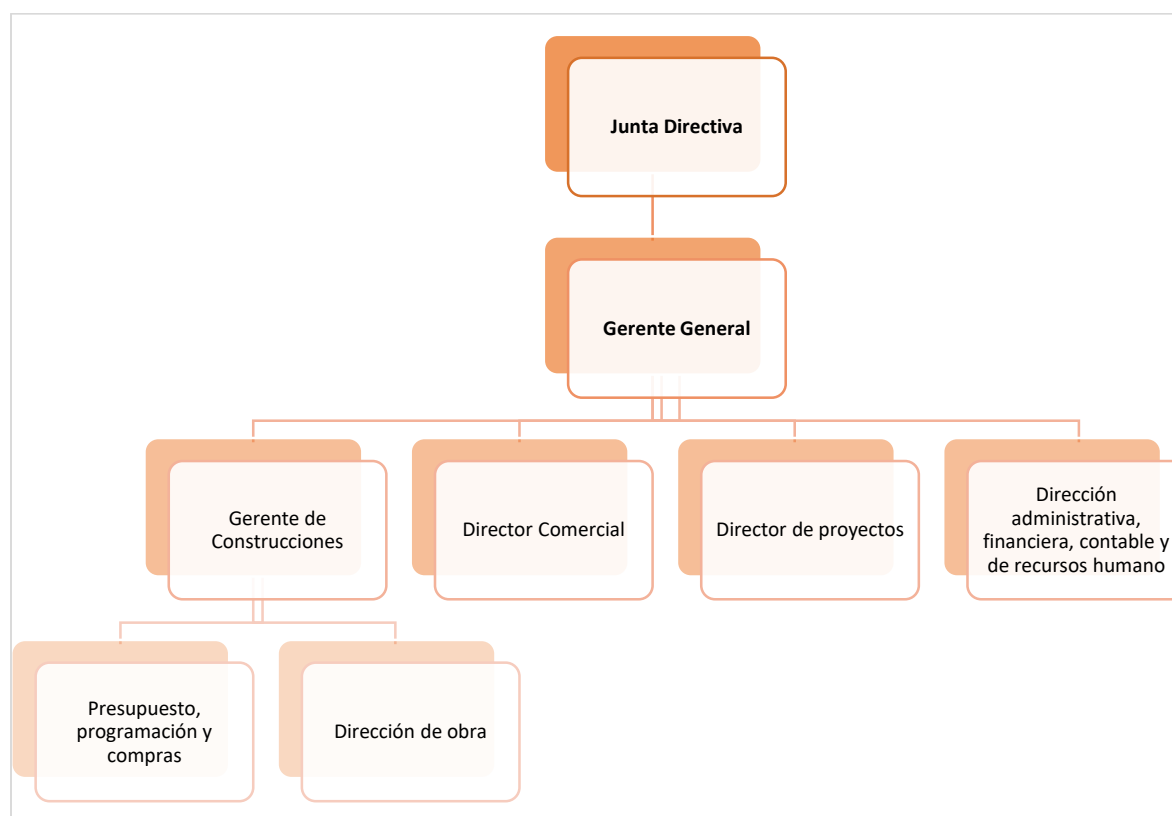 Junta Directiva
Gerente General
Gerente de
Construcciones
Director Comercial
Director de proyectos
Dirección
administrativa,
financiera, contable y
de recursos humano
Presupuesto,
programación y
compras
Dirección de obra